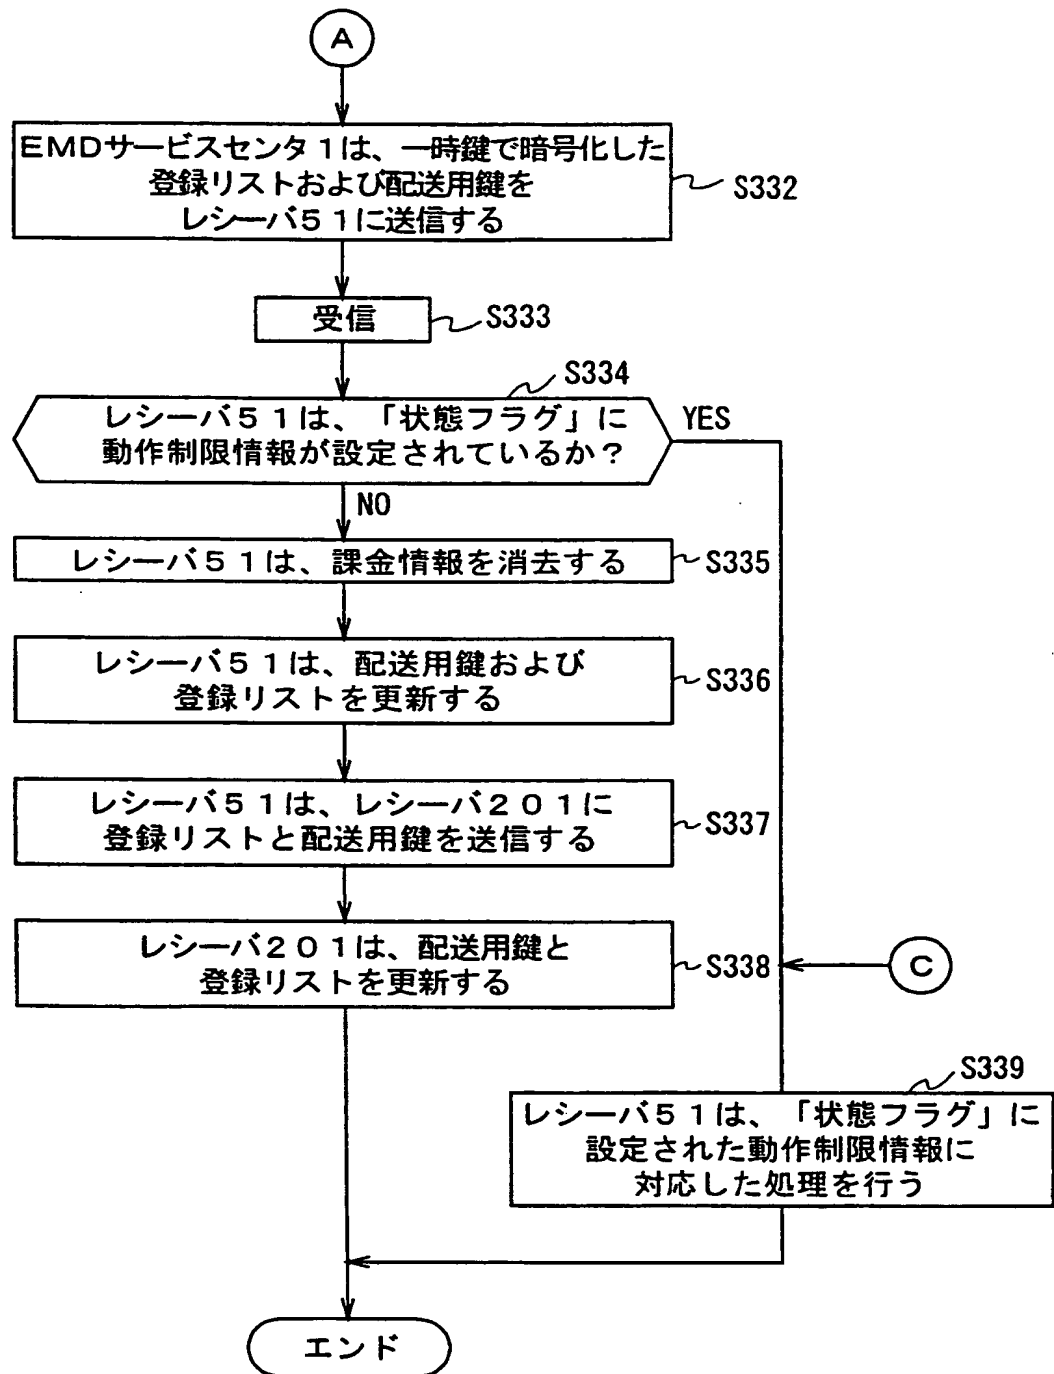 A
EMDサービスセンタ1は、一時鍵で暗号化した
登録リストおよび配送用鍵を
レシーバ51に送信する
S332
受信
S333
S334
レシーバ51は、「状態フラグ」に
動作制限情報が設定されているか?
YES
NO
レシーバ51は、課金情報を消去する
S335
レシーバ51は、配送用鍵および
登録リストを更新する
S336
レシーバ51は、レシーバ201に
登録リストと配送用鍵を送信する
S337
レシーバ201は、配送用鍵と
登録リストを更新する
S338
C
S339
レシーバ51は、「状態フラグ」に
設定された動作制限情報に
対応した処理を行う
エンド